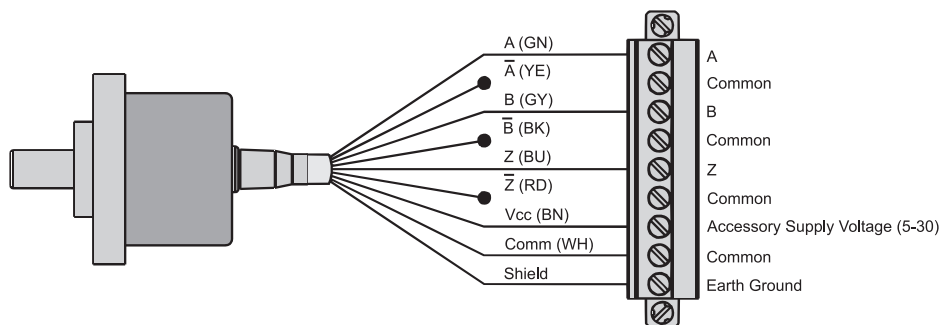 A (GN)
A̅ (YE)
B (GY)
B̅ (BK)
Z (BU)
Z̅ (RD)
Vcc (BN)
Comm (WH)
Shield
A
Common
B
Common
Z
Common
Accessory Supply Voltage (5-30)
Common
Earth Ground